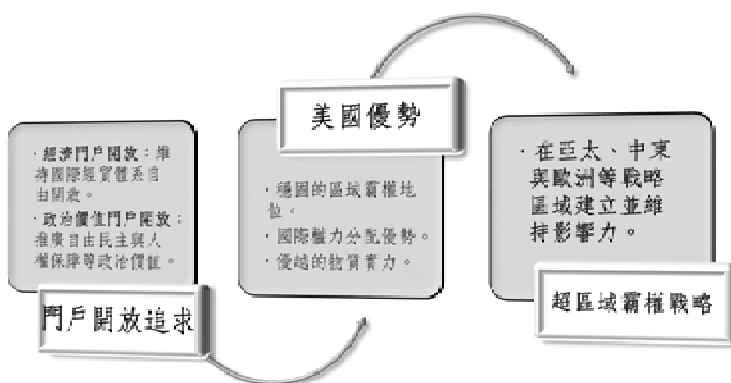 ·經濟門戶開放：維
持國際經貿體系自
由開放。
·政治價值門戶開放：
推廣自由民主與人
權保障等政治價值。
門戶開放追求
美國優勢
·穩固的區域霸權地
位。
·國際權力分配優勢。
·優越的物質實力。
·在亞太、中東
與歐洲等戰略
區域建立並維
持影響力。
超區域霸權戰略